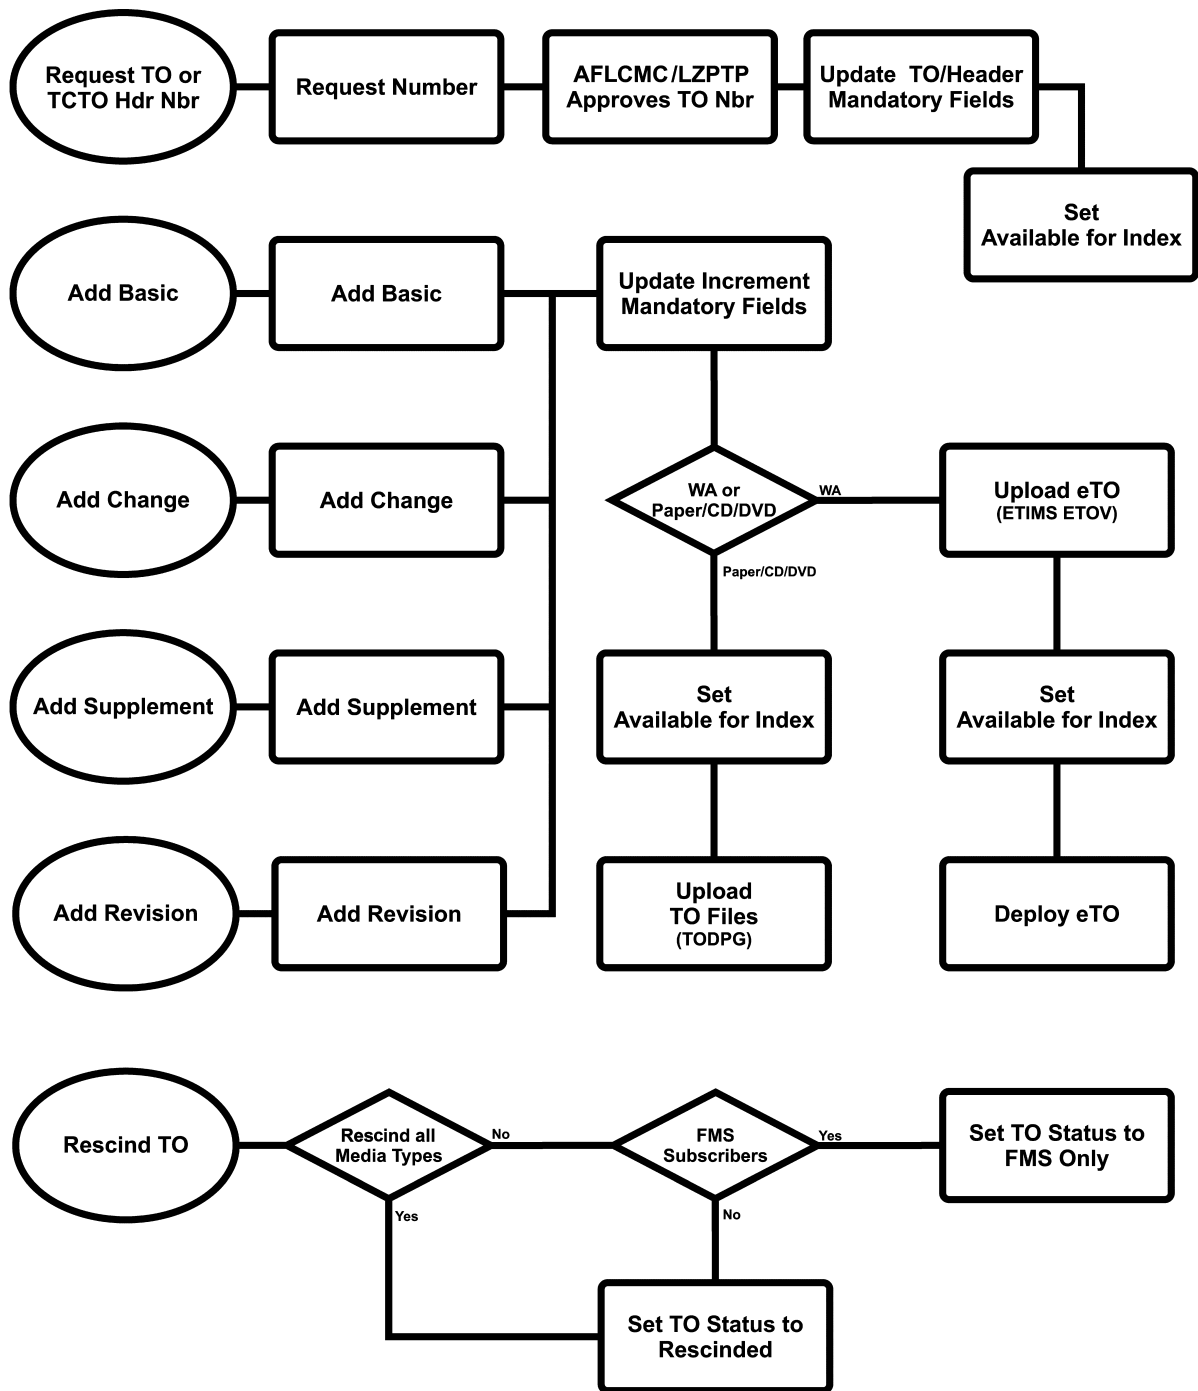 Request TO or
TCTO Hdr Nbr
Request Number
AFLCMC/LZPTP
Approves TO Nbr
Update TO/Header
Mandatory Fields
Set
Available for Index
Add Basic
Add Basic
Update Increment
Mandatory Fields
Add Change
Add Change
WA or
Paper/CD/DVD
WA
Upload eTO
(ETIMS ETOV)
Paper/CD/DVD
Add Supplement
Add Supplement
Set
Available for Index
Set
Available for Index
Add Revision
Add Revision
Upload
TO Files
(TODPG)
Deploy eTO
Rescind TO
Rescind all
Media Types
No
FMS
Subscribers
Yes
Set TO Status to
FMS Only
Yes
No
Set TO Status to
Rescinded